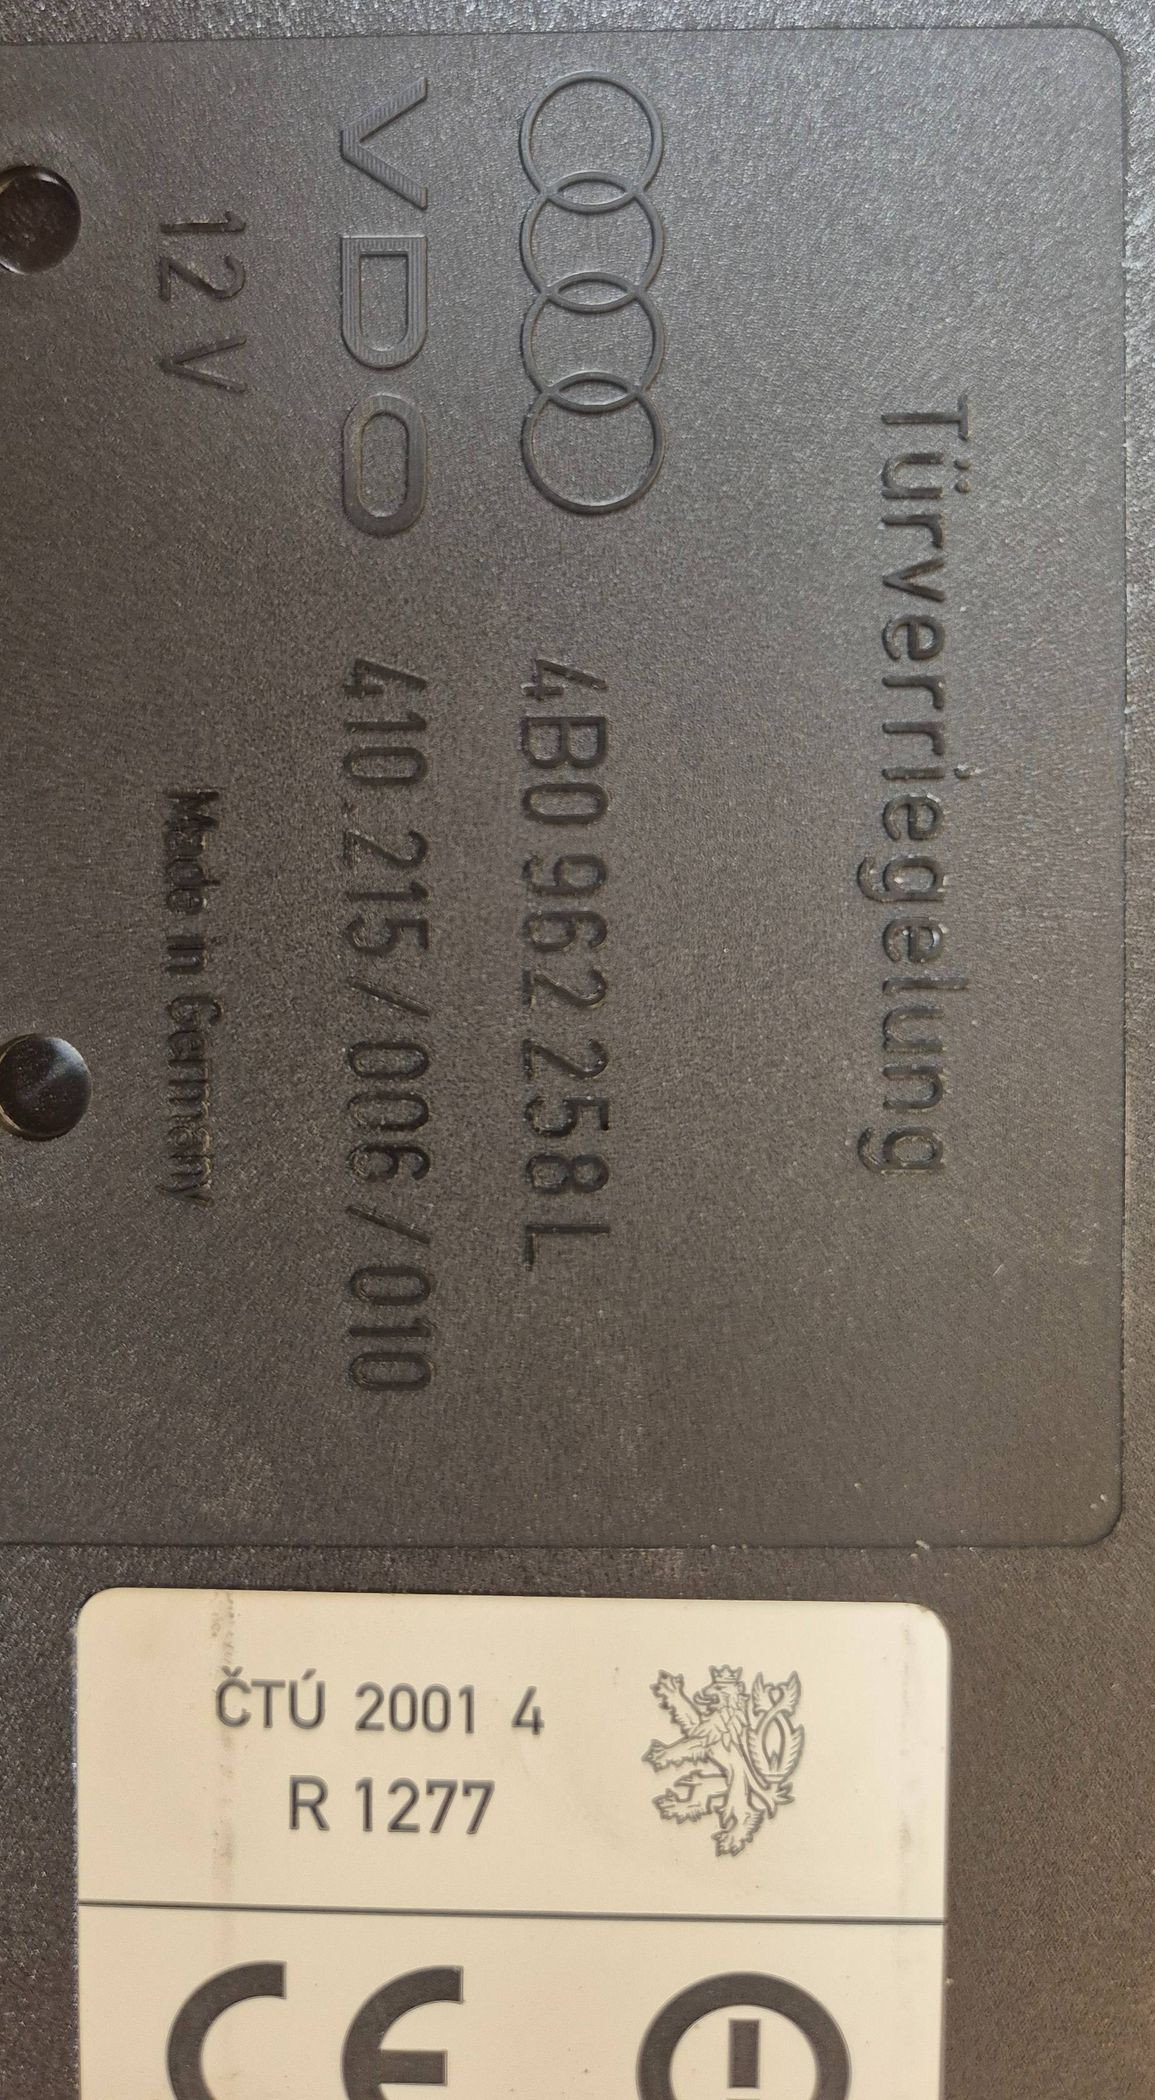 Türverriegelung
4B0 962 258 L
VDO 410.215/006/010
12 V Made in Germany
ČTÚ 2001 4
R 1277
CE